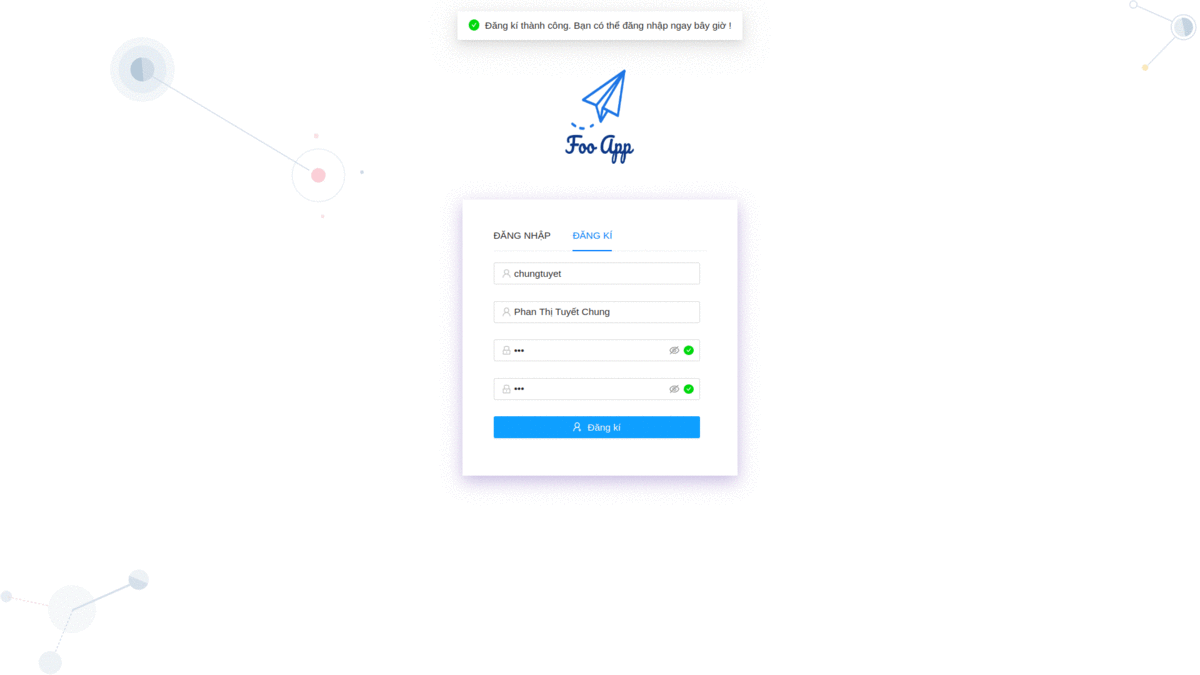 Đăng kí thành công. Bạn có thể đăng nhập ngay bây giờ !
Foo App
ĐĂNG NHẬP ĐĂNG KÍ
chungtuyet
Phan Thị Tuyết Chung
•••
•••
Đăng kí